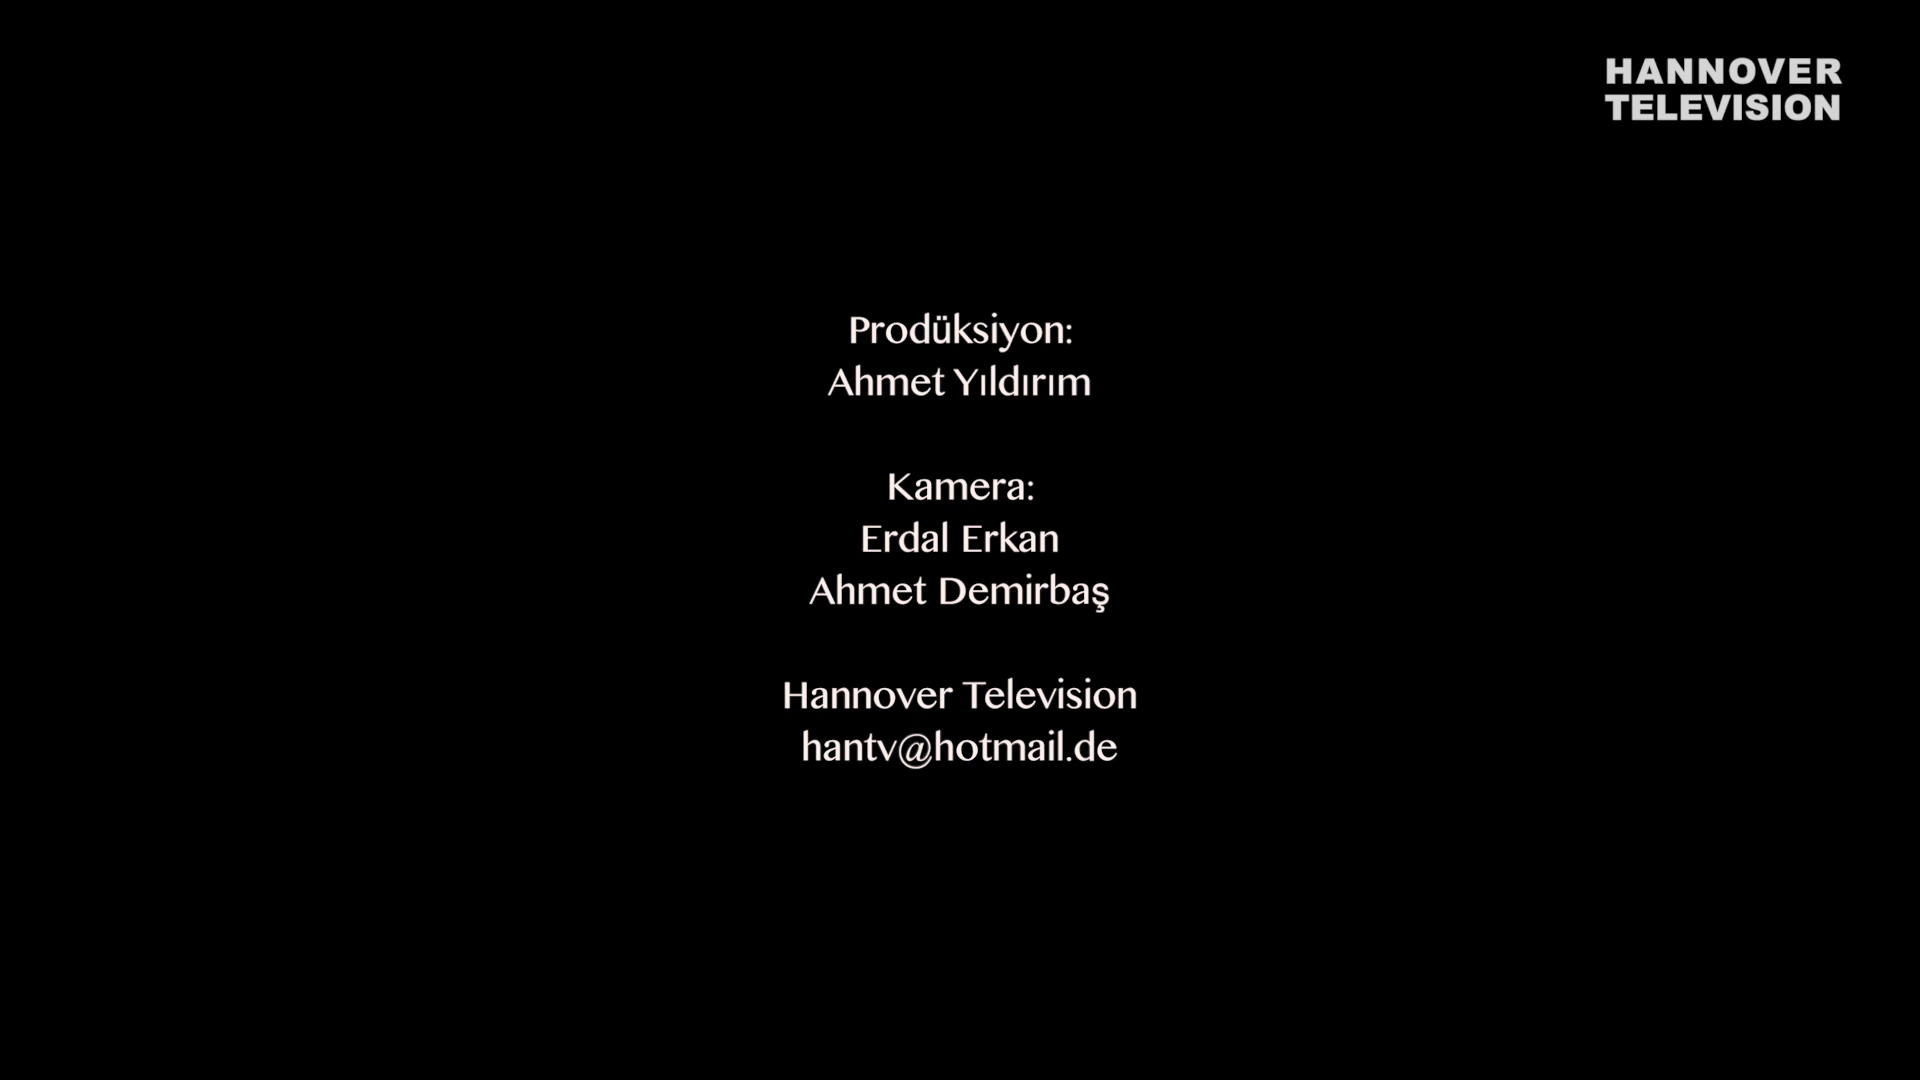 HANNOVER
TELEVISION
Prodüksiyon:
Ahmet Yıldırım
Kamera:
Erdal Erkan
Ahmet Demirbaş
Hannover Television
hantv@hotmail.de